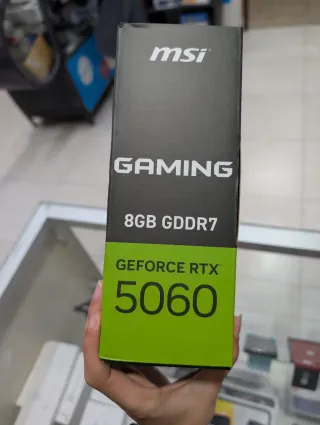 msi
GAMING
8GB GDDR7
GEFORCE RTX
5060